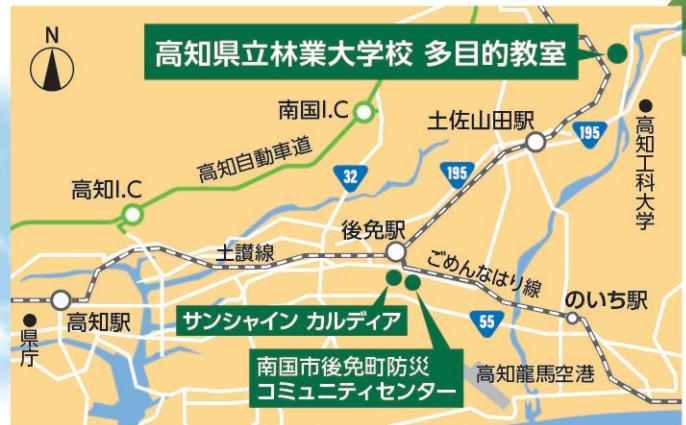 N
高知県立林業大学校 多目的教室
南国I.C
土佐山田駅
195
高知工科大学
高知自動車道
32
195
高知I.C
後免駅
土讃線
ごめんなはり線
のいち駅
高知駅
県庁
サンシャイン カルディア
55
南国市後免町防災
コミュニティセンター
高知龍馬空港